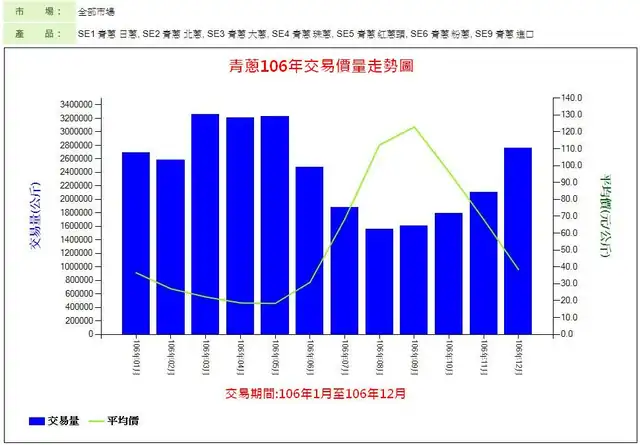 市 場： 全部市場
產 品： SE1 青蔥 日蔥, SE2 青蔥 北蔥, SE3 青蔥 大蔥, SE4 青蔥 珠蔥, SE5 青蔥 紅蔥頭, SE6 青蔥 粉蔥, SE9 青蔥 進口
青蔥106年交易價量走勢圖
交易量(公斤)
3400000
3200000
3000000
2800000
2600000
2400000
2200000
2000000
1800000
1600000
1400000
1200000
1000000
800000
600000
400000
200000
0
140.0
130.0
120.0
110.0
100.0
90.0
80.0
70.0
60.0
50.0
40.0
30.0
20.0
10.0
0.0
平均價(元/公斤)
106年01月
106年02月
106年03月
106年04月
106年05月
106年06月
106年07月
106年08月
106年09月
106年10月
106年11月
106年12月
交易期間:106年1月至106年12月
交易量 平均價